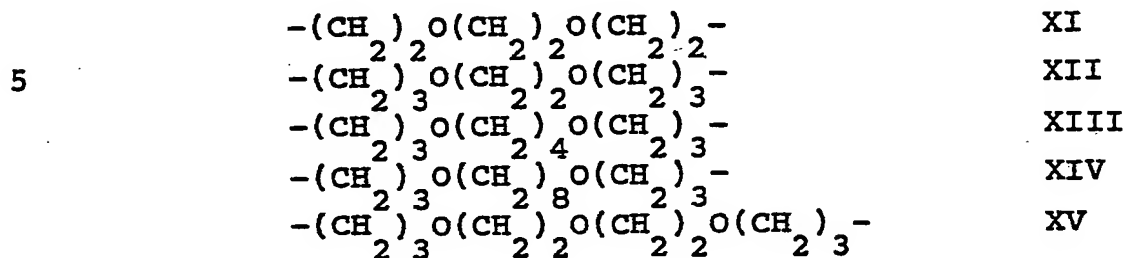 -(CH₂)₂O(CH₂)₂O(CH₂)₂- XI
5 -(CH₂)₃O(CH₂)₂O(CH₂)₃- XII
-(CH₂)₃O(CH₂)₄O(CH₂)₃- XIII
-(CH₂)₃O(CH₂)₈O(CH₂)₃- XIV
-(CH₂)₃O(CH₂)₂O(CH₂)₂O(CH₂)₃- XV